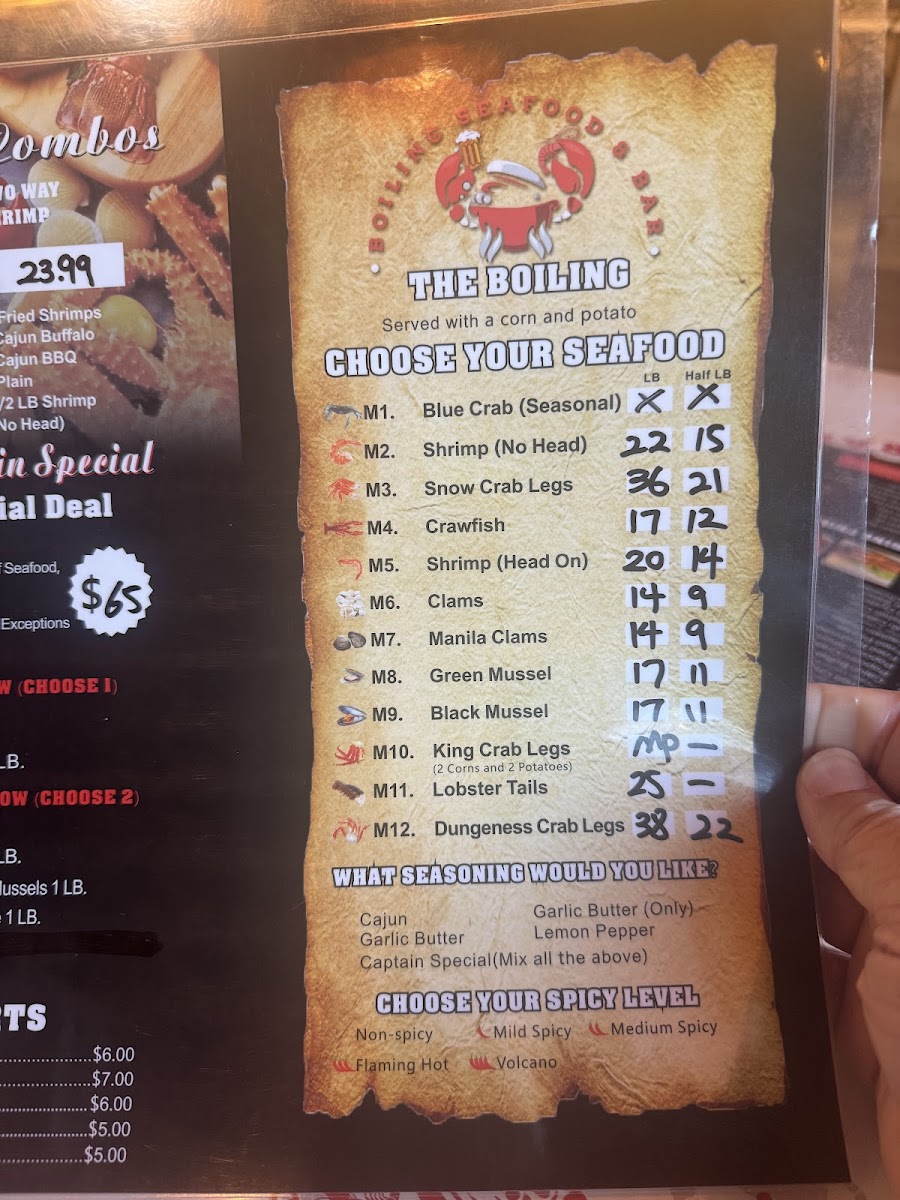 Combos
WAY
23.99
Fried Shrimps
Cajun Buffalo
Cajun BBQ
Plain
/2 LB Shrimp
No Head)
Special
Deal
Seafood,
$65
Exceptions
(CHOOSE 1)
LB.
(CHOOSE 2)
LB.
1 LB.
1 LB.
$6.00
$7.00
$6.00
$5.00
$5.00
BOILING SEAFOOD & BAR
THE BOILING
Served with a corn and potato
CHOOSE YOUR SEAFOOD
LB Half LB
M1. Blue Crab (Seasonal) X X
M2. Shrimp (No Head) 22 15
M3. Snow Crab Legs 36 21
M4. Crawfish 17 12
M5. Shrimp (Head On) 20 14
M6. Clams 14 9
M7. Manila Clams 14 9
M8. Green Mussel 17 11
M9. Black Mussel 17 11
M10. King Crab Legs MP —
(2 Corns and 2 Potatoes)
M11. Lobster Tails 25 —
M12. Dungeness Crab Legs 38 22
WHAT SEASONING WOULD YOU LIKE?
Cajun Garlic Butter (Only)
Garlic Butter Lemon Pepper
Captain Special(Mix all the above)
CHOOSE YOUR SPICY LEVEL
Non-spicy Mild Spicy Medium Spicy
Flaming Hot Volcano